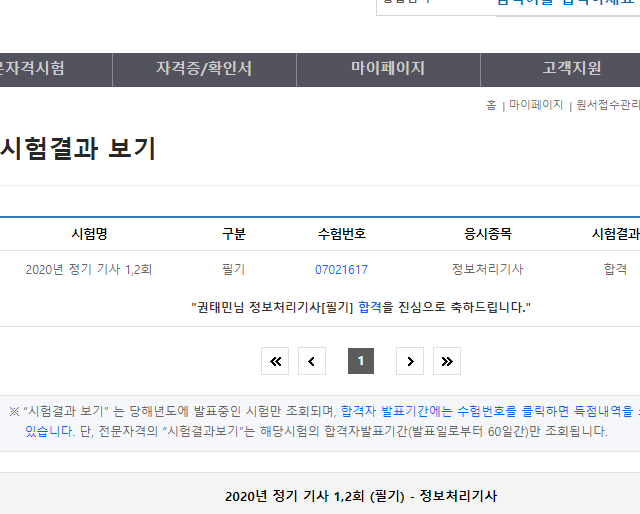 문자격시험 자격증/확인서 마이페이지 고객지원
홈 | 마이페이지 | 원서접수관리
시험결과 보기
시험명 구분 수험번호 응시종목 시험결과
2020년 정기 기사 1,2회 필기 07021617 정보처리기사 합격
"권태민님 정보처리기사[필기] 합격을 진심으로 축하드립니다."
1
※ “시험결과 보기” 는 당해년도에 발표중인 시험만 조회되며, 합격자 발표기간에는 수험번호를 클릭하면 득점내역을
있습니다. 단, 전문자격의 “시험결과보기”는 해당시험의 합격자발표기간(발표일로부터 60일간)만 조회됩니다.
2020년 정기 기사 1,2회 (필기) - 정보처리기사